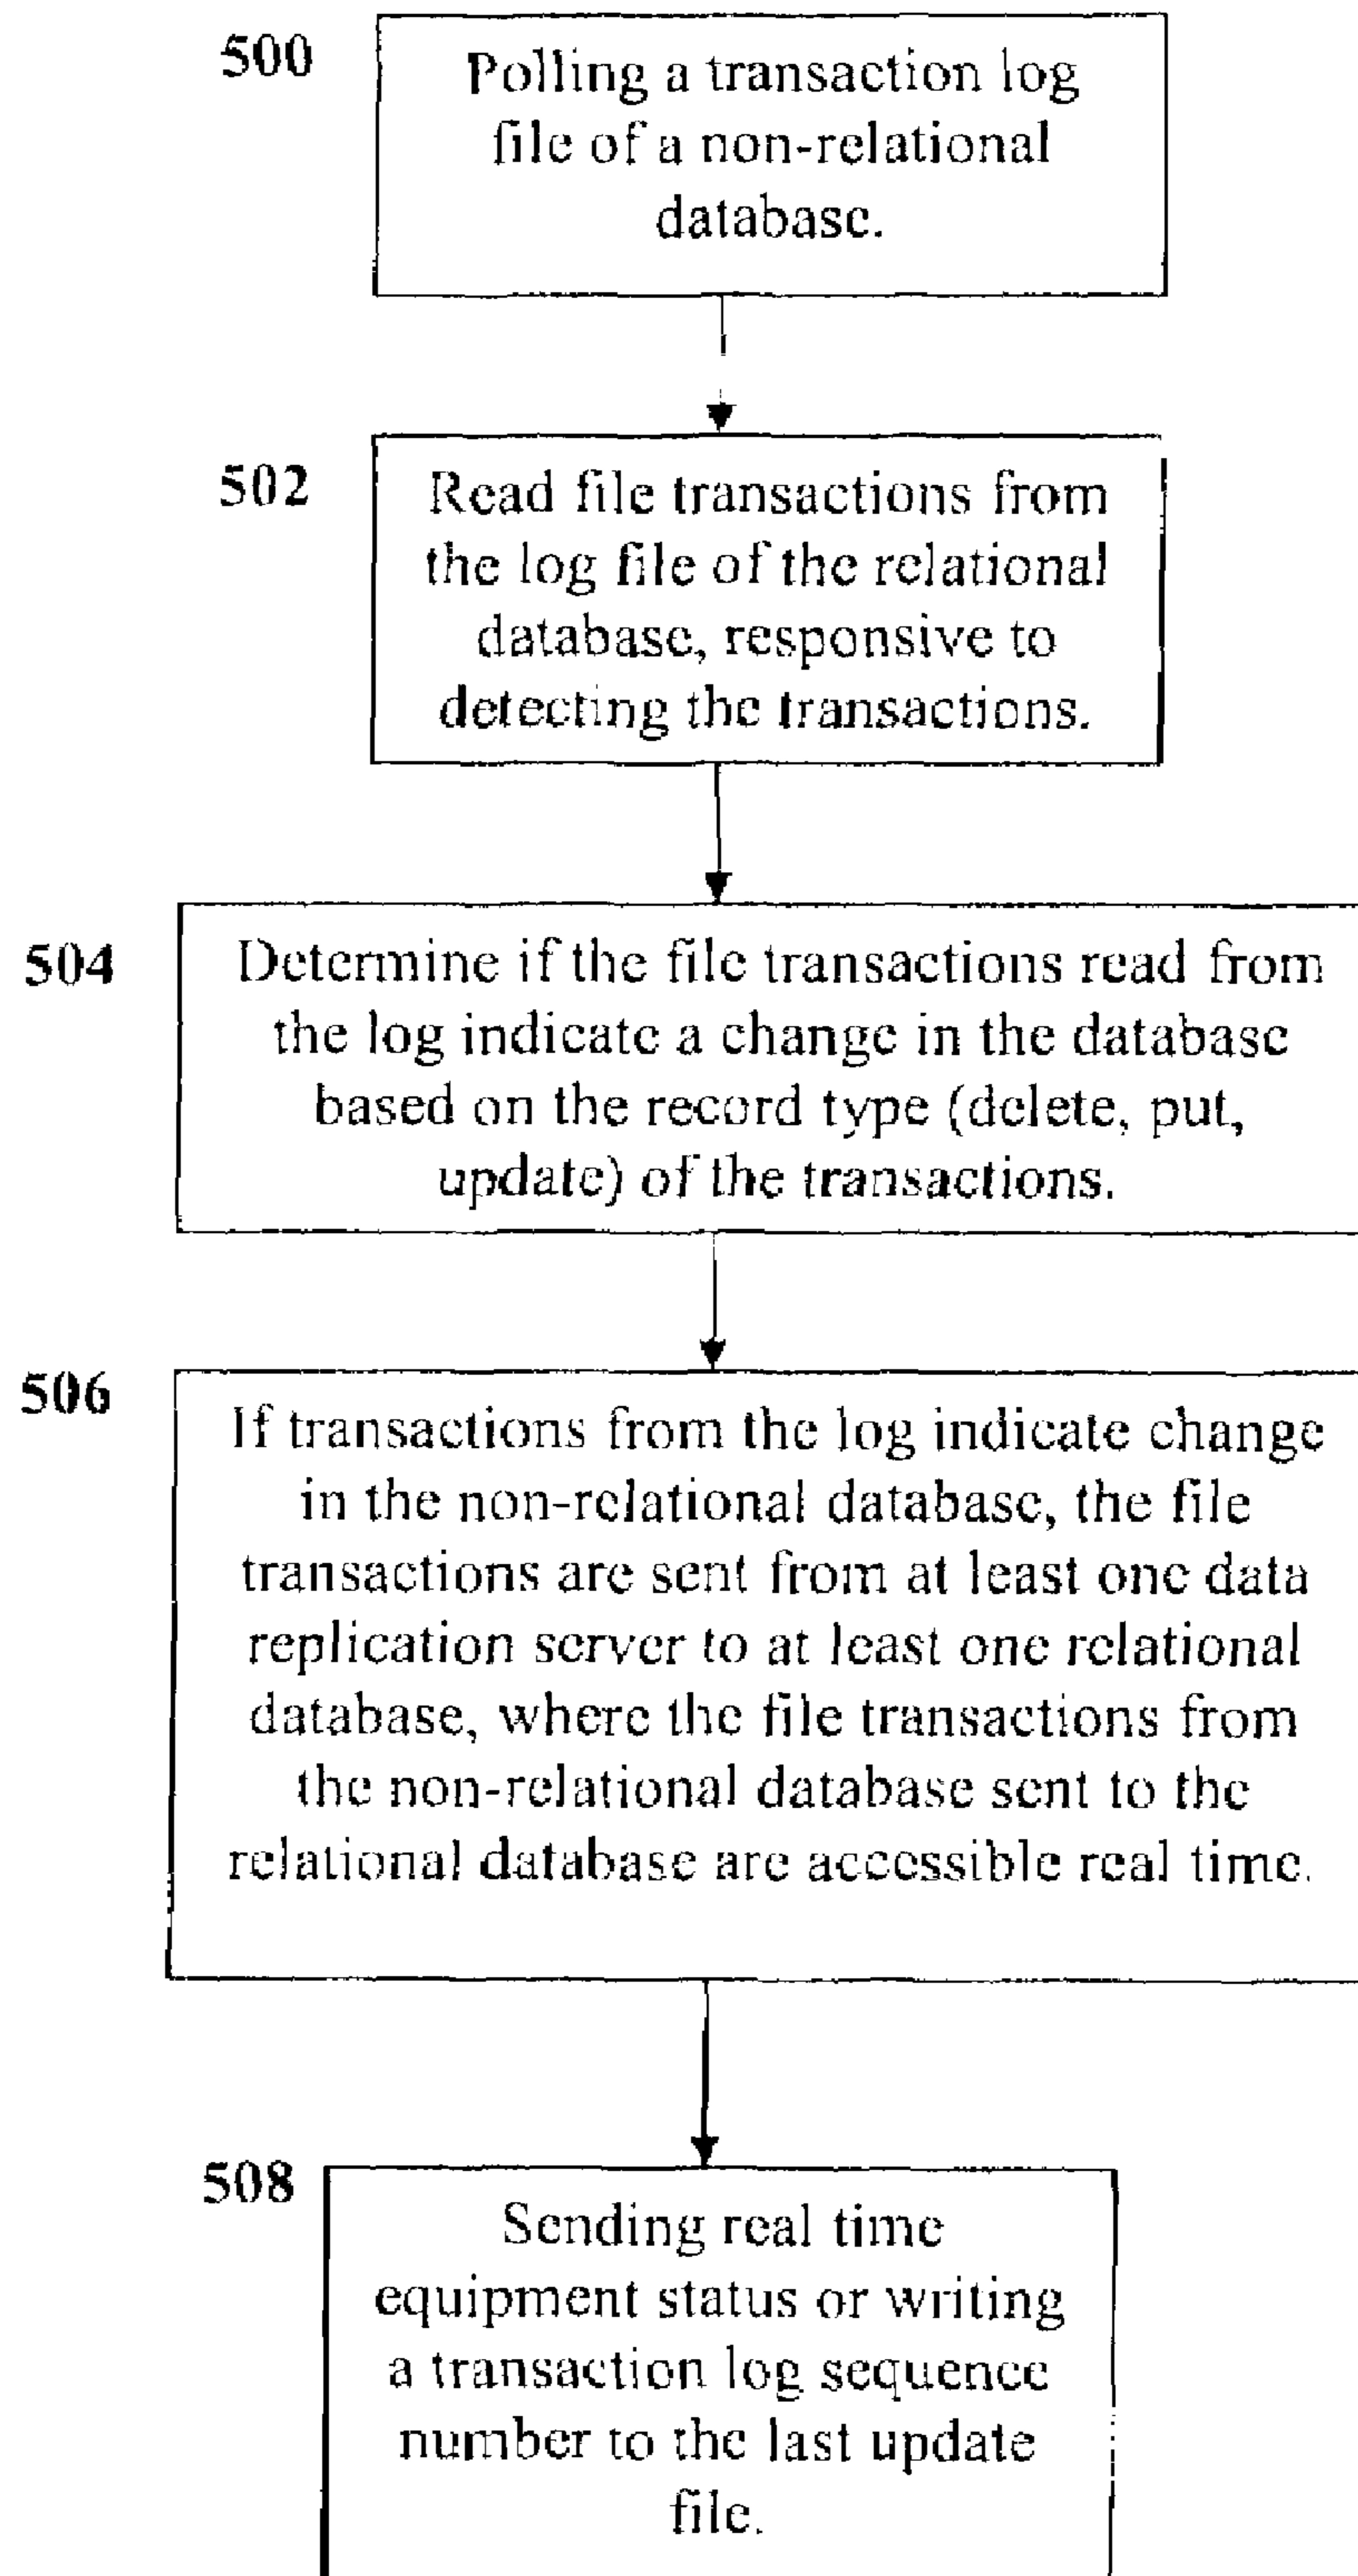 500
Polling a transaction log
file of a non-relational
database.
502
Read file transactions from
the log file of the relational
database, responsive to
detecting the transactions.
504
Determine if the file transactions read from
the log indicate a change in the database
based on the record type (delete, put,
update) of the transactions.
506
If transactions from the log indicate change
in the non-relational database, the file
transactions are sent from at least one data
replication server to at least one relational
database, where the file transactions from
the non-relational database sent to the
relational database are accessible real time.
508
Sending real time
equipment status or writing
a transaction log sequence
number to the last update
file.